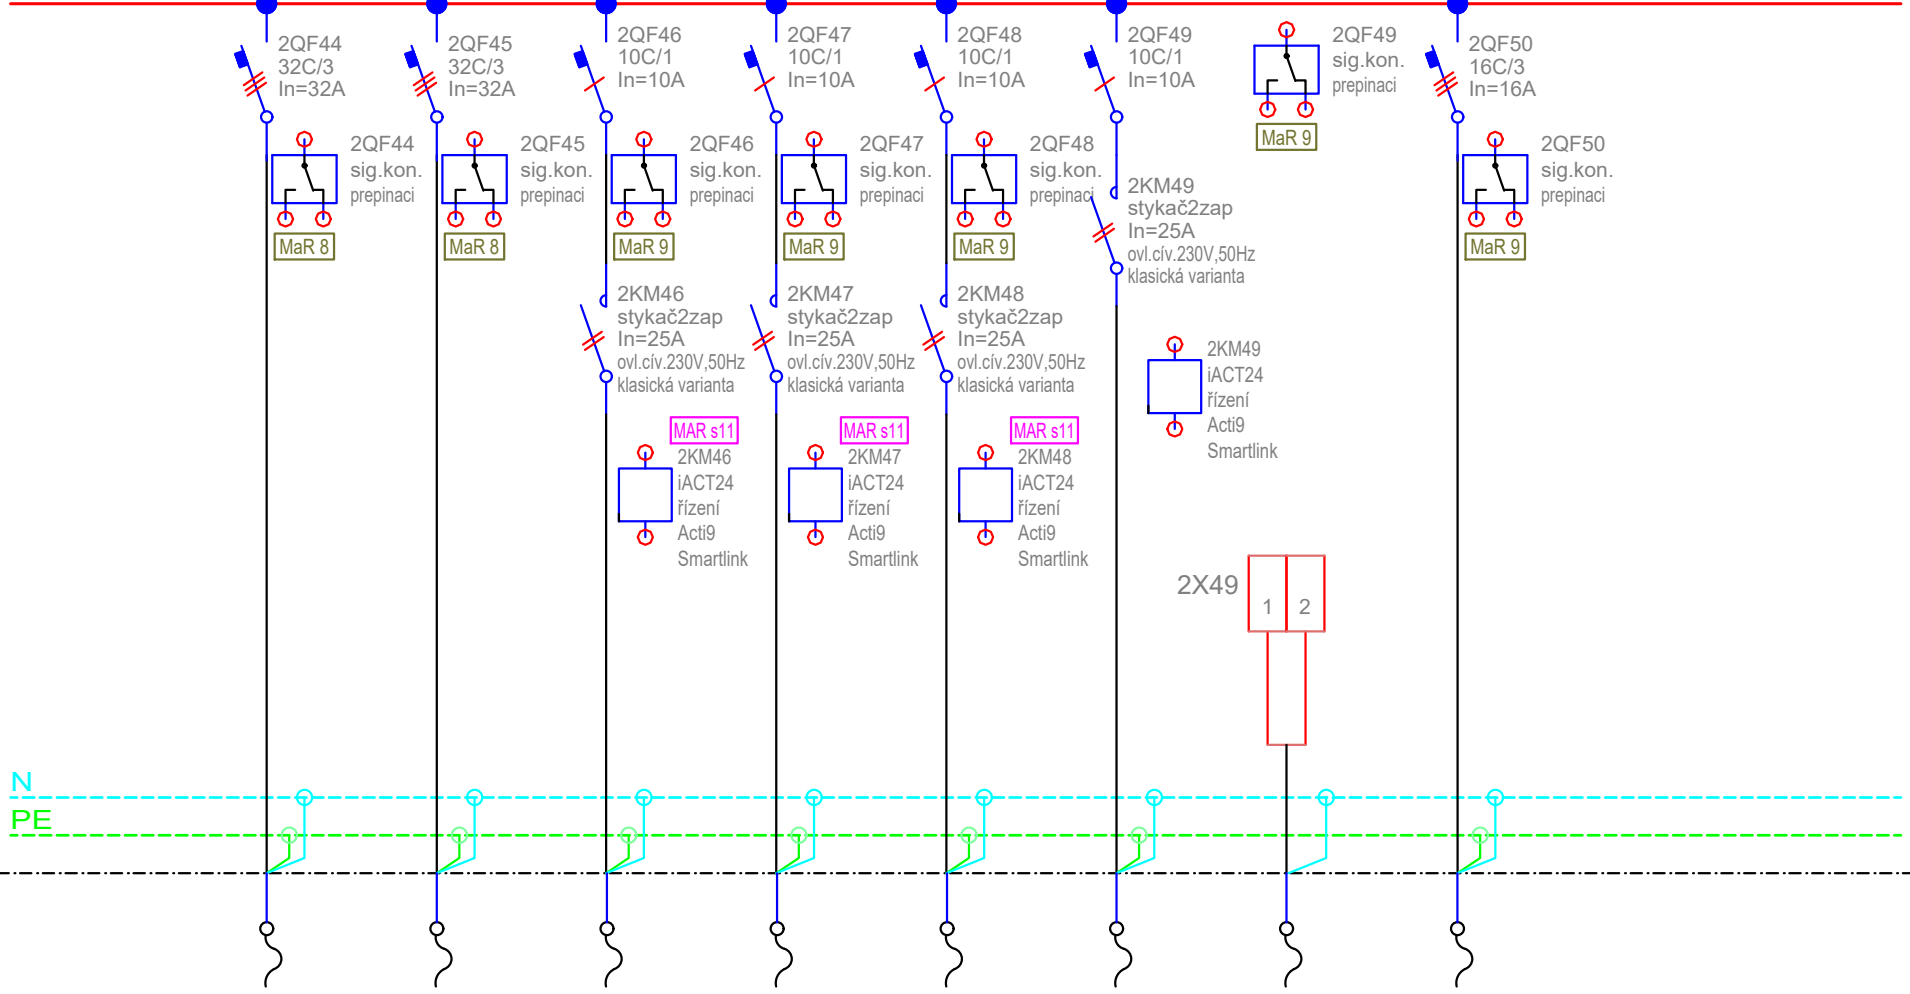 2QF44
32C/3
In=32A
2QF45
32C/3
In=32A
2QF46
10C/1
In=10A
2QF47
10C/1
In=10A
2QF48
10C/1
In=10A
2QF49
10C/1
In=10A
2QF49
sig.kon.
prepinaci
MaR 9
2QF50
16C/3
In=16A
2QF44
sig.kon.
prepinaci
MaR 8
2QF45
sig.kon.
prepinaci
MaR 8
2QF46
sig.kon.
prepinaci
MaR 9
2QF47
sig.kon.
prepinaci
MaR 9
2QF48
sig.kon.
prepinaci
MaR 9
2KM49
stykač2zap
In=25A
ovl.cív.230V,50Hz
klasická varianta
2QF50
sig.kon.
prepinaci
MaR 9
2KM46
stykač2zap
In=25A
ovl.cív.230V,50Hz
klasická varianta
2KM47
stykač2zap
In=25A
ovl.cív.230V,50Hz
klasická varianta
2KM48
stykač2zap
In=25A
ovl.cív.230V,50Hz
klasická varianta
2KM49
iACT24
řízení
Acti9
Smartlink
MAR s11
2KM46
iACT24
řízení
Acti9
Smartlink
MAR s11
2KM47
iACT24
řízení
Acti9
Smartlink
MAR s11
2KM48
iACT24
řízení
Acti9
Smartlink
2X49
1 2
N
PE